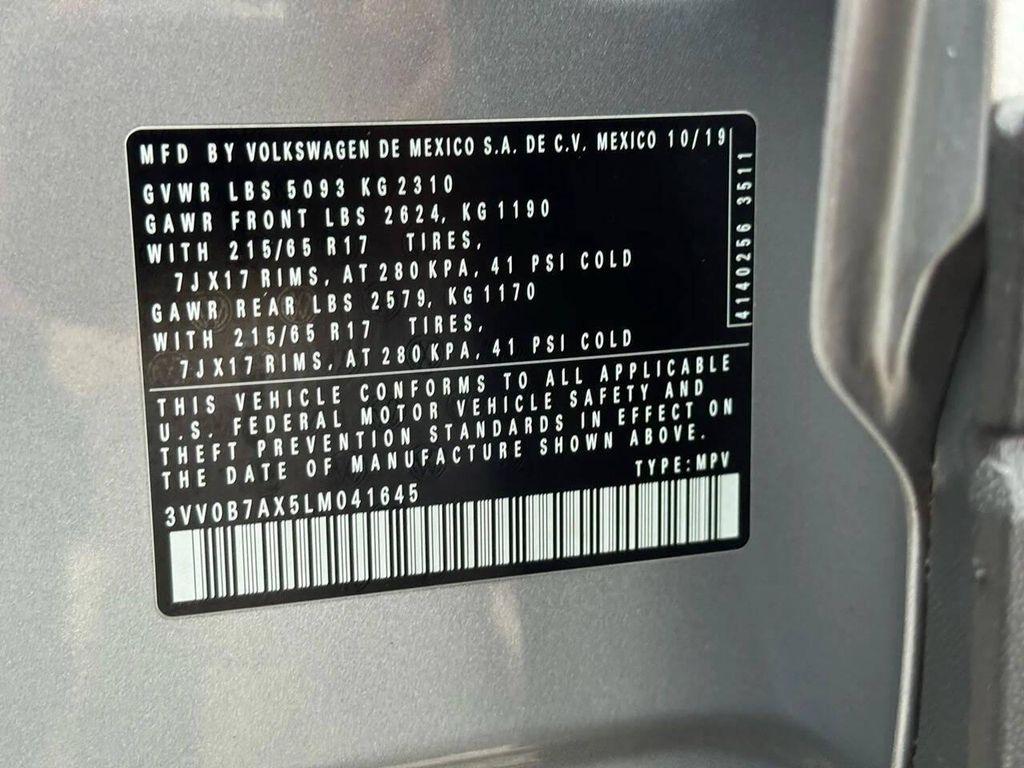 MFD BY VOLKSWAGEN DE MEXICO S.A. DE C.V. MEXICO 10/19
GVWR LBS 5093 KG 2310
GAWR FRONT LBS 2624, KG 1190
WITH 215/65 R17 TIRES,
7JX17 RIMS, AT 280 KPA, 41 PSI COLD
GAWR REAR LBS 2579, KG 1170
WITH 215/65 R17 TIRES,
7JX17 RIMS, AT 280 KPA, 41 PSI COLD
4140256 3511
THIS VEHICLE CONFORMS TO ALL APPLICABLE
U.S. FEDERAL MOTOR VEHICLE SAFETY AND
THEFT PREVENTION STANDARDS IN EFFECT ON
THE DATE OF MANUFACTURE SHOWN ABOVE.
TYPE:MPV
3VV0B7AX5LM041645